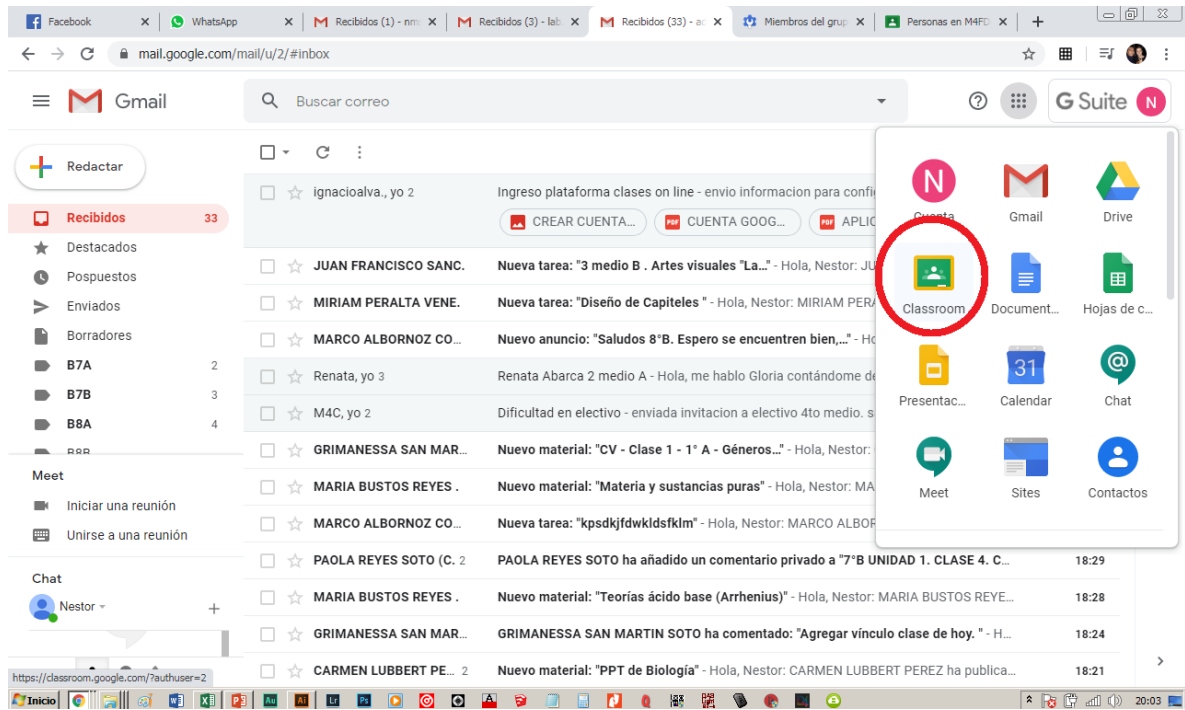 Facebook
WhatsApp
Recibidos (1) - nm
Recibidos (3) - lab
Recibidos (33) - ac
Miembros del grup
Personas en M4FD
mail.google.com/mail/u/2/#inbox
Gmail
Buscar correo
G Suite N
Redactar
Recibidos 33
Destacados
Pospuestos
Enviados
Borradores
B7A 2
B7B 3
B8A 4
B8B
Meet
Iniciar una reunión
Unirse a una reunión
Chat
Nestor
ignacioalva., yo 2 Ingreso plataforma clases on line - envio informacion para confi
CREAR CUENTA... PDF CUENTA GOOG... PDF APLIC
JUAN FRANCISCO SANC. Nueva tarea: "3 medio B . Artes visuales "La..." - Hola, Nestor: JU
MIRIAM PERALTA VENE. Nueva tarea: "Diseño de Capiteles " - Hola, Nestor: MIRIAM PERA
MARCO ALBORNOZ CO... Nuevo anuncio: "Saludos 8°B. Espero se encuentren bien,..." - Ho
Renata, yo 3 Renata Abarca 2 medio A - Hola, me hablo Gloria contándome de
M4C, yo 2 Dificultad en electivo - enviada invitacion a electivo 4to medio. s
GRIMANESSA SAN MAR... Nuevo material: "CV - Clase 1 - 1° A - Géneros..." - Hola, Nestor:
MARIA BUSTOS REYES . Nuevo material: "Materia y sustancias puras" - Hola, Nestor: MA
MARCO ALBORNOZ CO... Nueva tarea: "kpsdkjfdwkldsfklm" - Hola, Nestor: MARCO ALBOR
PAOLA REYES SOTO (C. 2 PAOLA REYES SOTO ha añadido un comentario privado a "7°B UNIDAD 1. CLASE 4. C... 18:29
MARIA BUSTOS REYES . Nuevo material: "Teorías ácido base (Arrhenius)" - Hola, Nestor: MARIA BUSTOS REYE... 18:28
GRIMANESSA SAN MAR... GRIMANESSA SAN MARTIN SOTO ha comentado: "Agregar vínculo clase de hoy. " - H... 18:24
CARMEN LUBBERT PE... 2 Nuevo material: "PPT de Biología" - Hola, Nestor: CARMEN LUBBERT PEREZ ha publica... 18:21
N
Cuenta Gmail Drive
Classroom Document... Hojas de c...
31
Presentac... Calendar Chat
Meet Sites Contactos
https://classroom.google.com/?authuser=2
Inicio
Au Ai Lr Ps
20:03